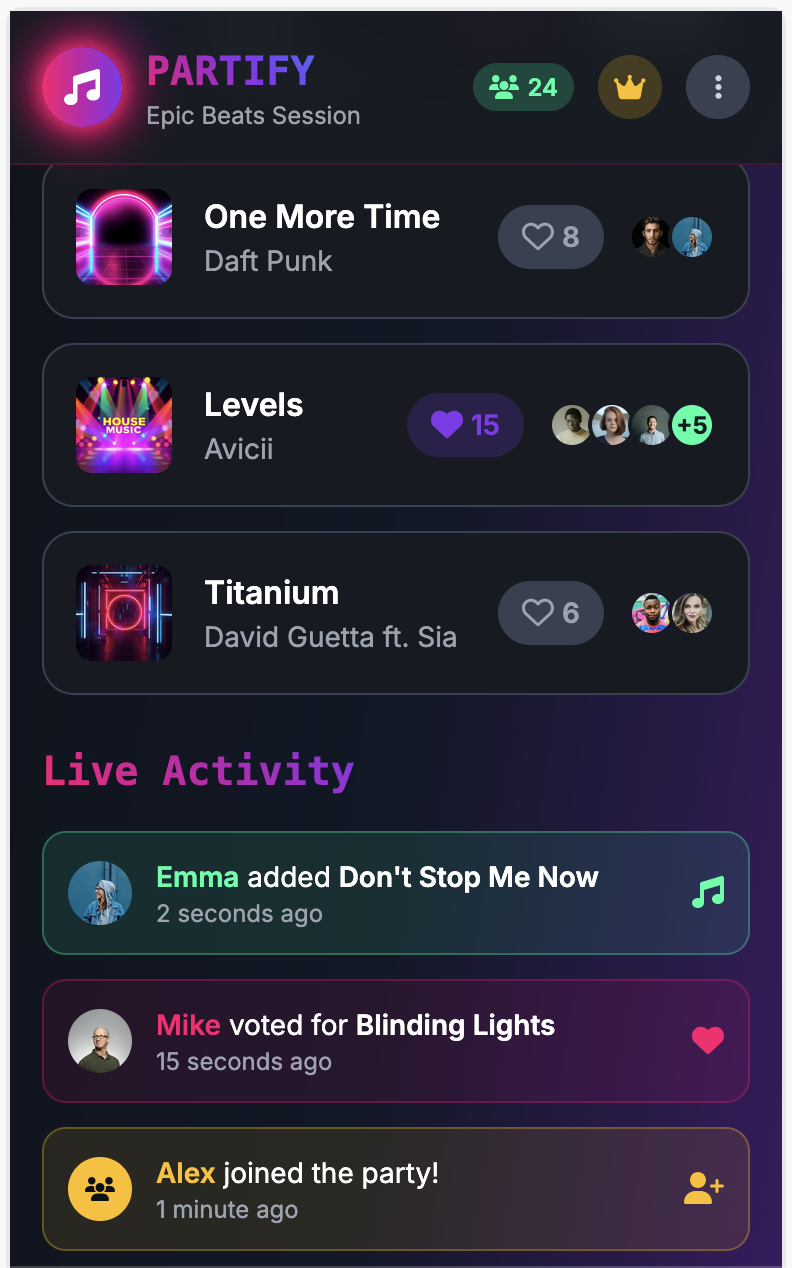 PARTIFY
Epic Beats Session
24
One More Time
Daft Punk
8
HOUSE
MUSIC
Levels
Avicii
15
+5
Titanium
David Guetta ft. Sia
6
Live Activity
Emma added Don't Stop Me Now
2 seconds ago
Mike voted for Blinding Lights
15 seconds ago
Alex joined the party!
1 minute ago